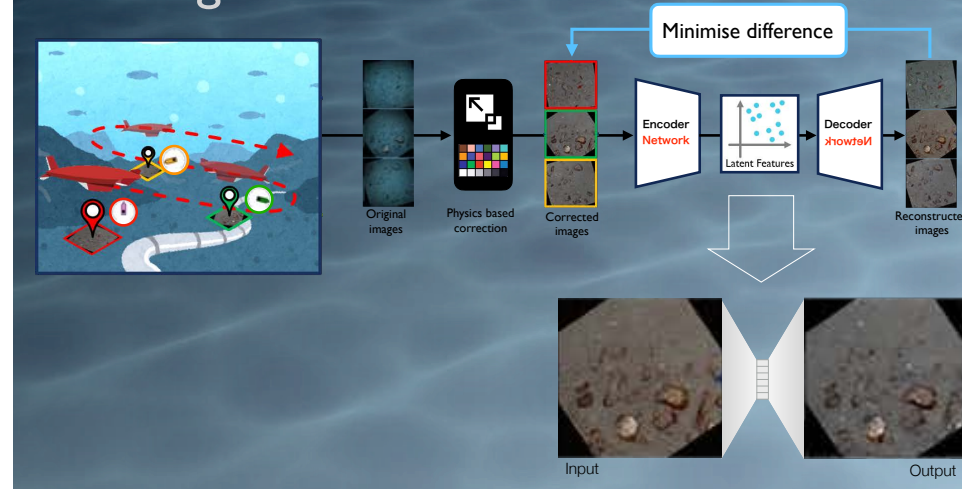 Minimise difference
Encoder
Network
Latent Features
Decoder
Network
Original
images
Physics based
correction
Corrected
images
Reconstructe
images
Input
Output